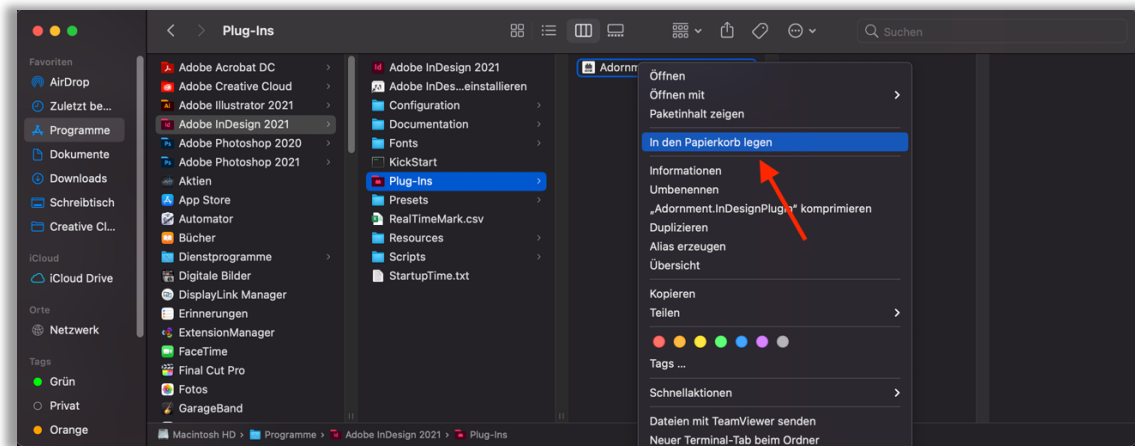 Plug-Ins
Suchen
Favoriten
AirDrop
Zuletzt be...
Programme
Dokumente
Downloads
Schreibtisch
Creative Cl...
iCloud
iCloud Drive
Orte
Netzwerk
Tags
Grün
Privat
Orange
Adobe Acrobat DC
Adobe Creative Cloud
Adobe Illustrator 2021
Adobe InDesign 2021
Adobe Photoshop 2020
Adobe Photoshop 2021
Aktien
App Store
Automator
Bücher
Dienstprogramme
Digitale Bilder
DisplayLink Manager
Erinnerungen
ExtensionManager
FaceTime
Final Cut Pro
Fotos
GarageBand
Adobe InDesign 2021
Adobe InDes...einstallieren
Configuration
Documentation
Fonts
KickStart
Plug-Ins
Presets
RealTimeMark.csv
Resources
Scripts
StartupTime.txt
Adornm
Öffnen
Öffnen mit
Paketinhalt zeigen
In den Papierkorb legen
Informationen
Umbenennen
„Adornment.InDesignPlugin“ komprimieren
Duplizieren
Alias erzeugen
Übersicht
Kopieren
Teilen
Tags ...
Schnellaktionen
Dateien mit TeamViewer senden
Neuer Terminal-Tab beim Ordner
Macintosh HD › Programme › Adobe InDesign 2021 › Plug-Ins